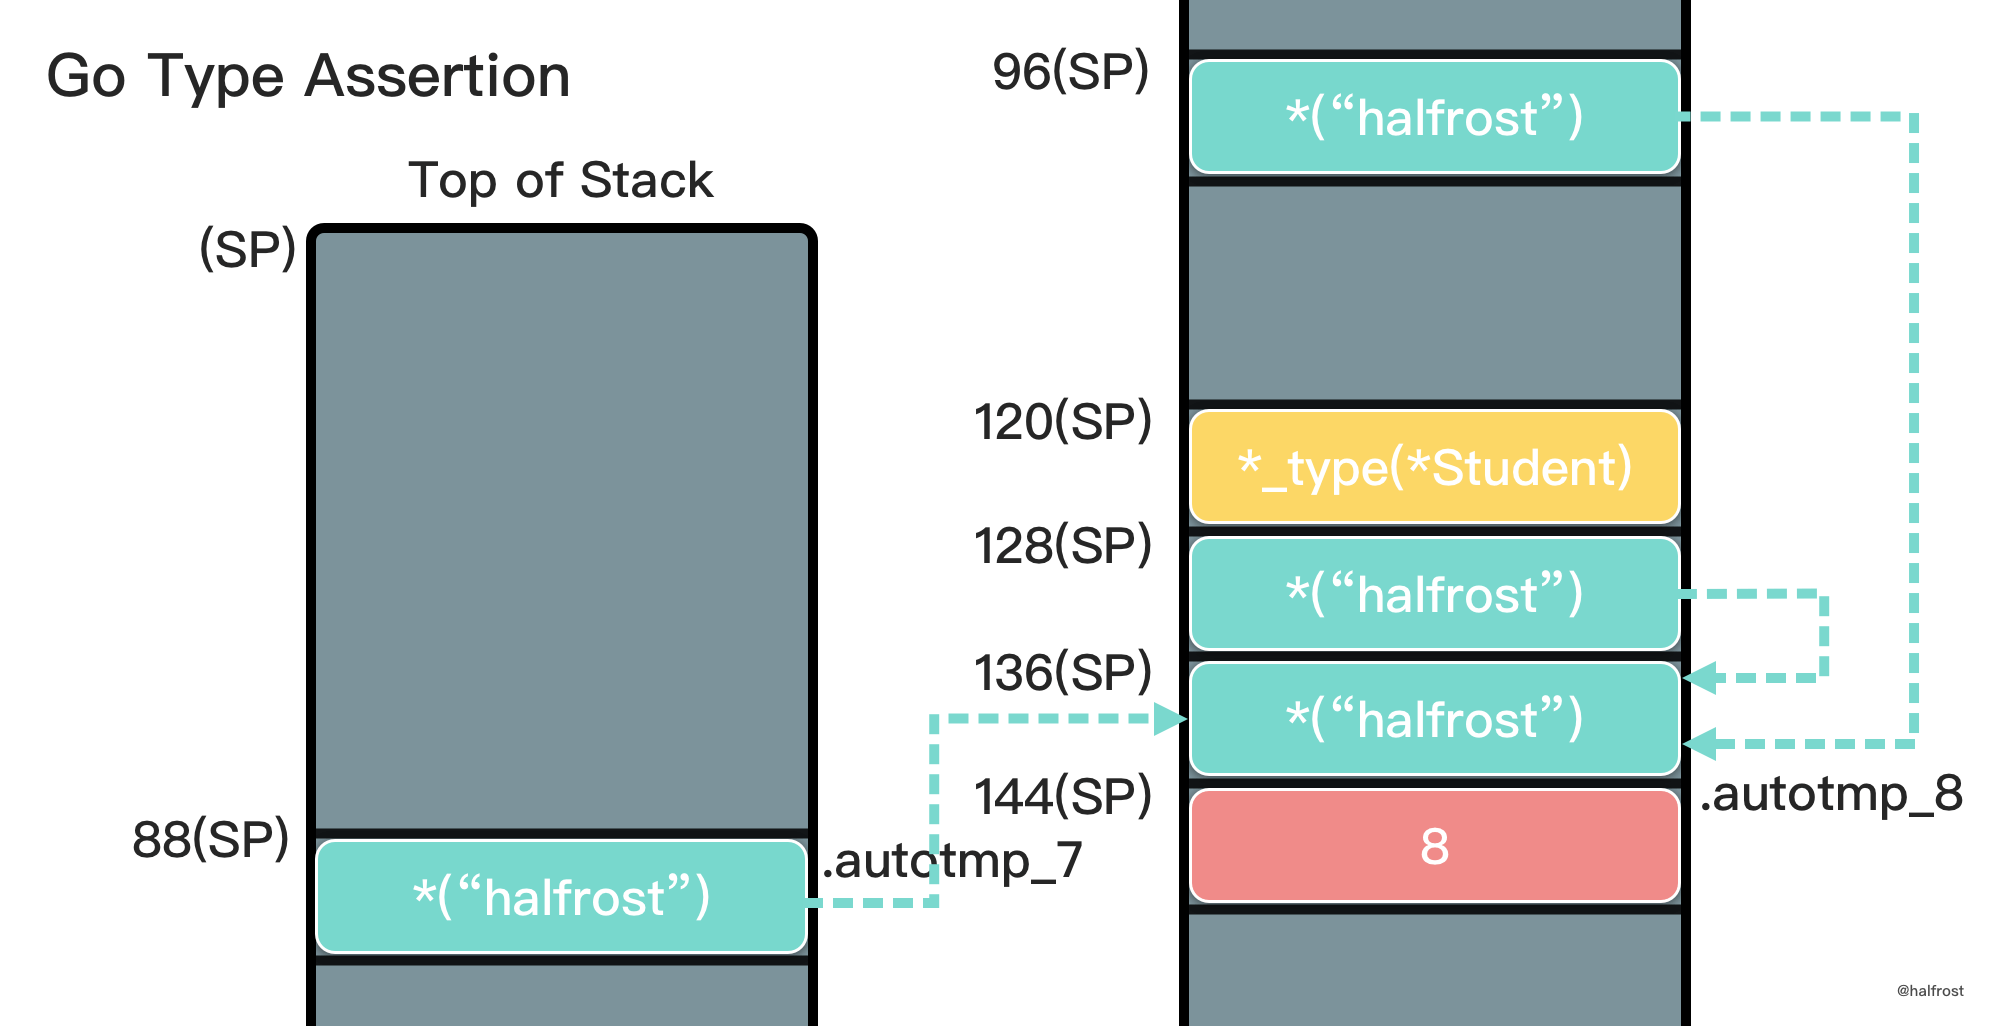 Go Type Assertion
Top of Stack
(SP)
88(SP)
*(“halfrost”)
.autotmp_7
96(SP)
*(“halfrost”)
120(SP)
*_type(*Student)
128(SP)
*(“halfrost”)
136(SP)
*(“halfrost”)
144(SP)
8
.autotmp_8
@halfrost